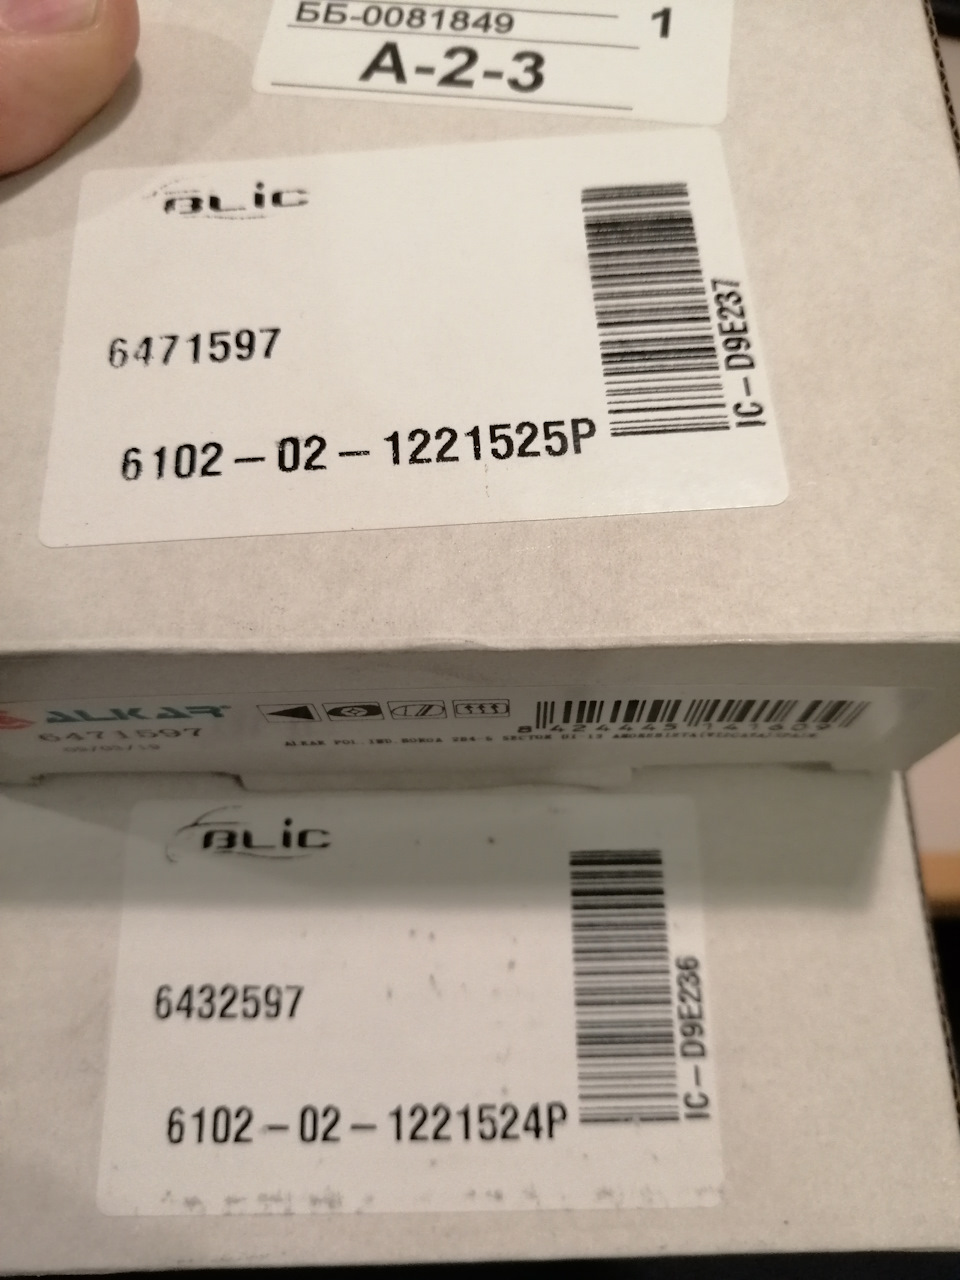 ББ-0081849
1
А-2-3
BLiC
6471597
6102-02-1221525P
IC-D9E237
ALKAR
6471597
BLiC
6432597
6102-02-1221524P
IC-D9E236